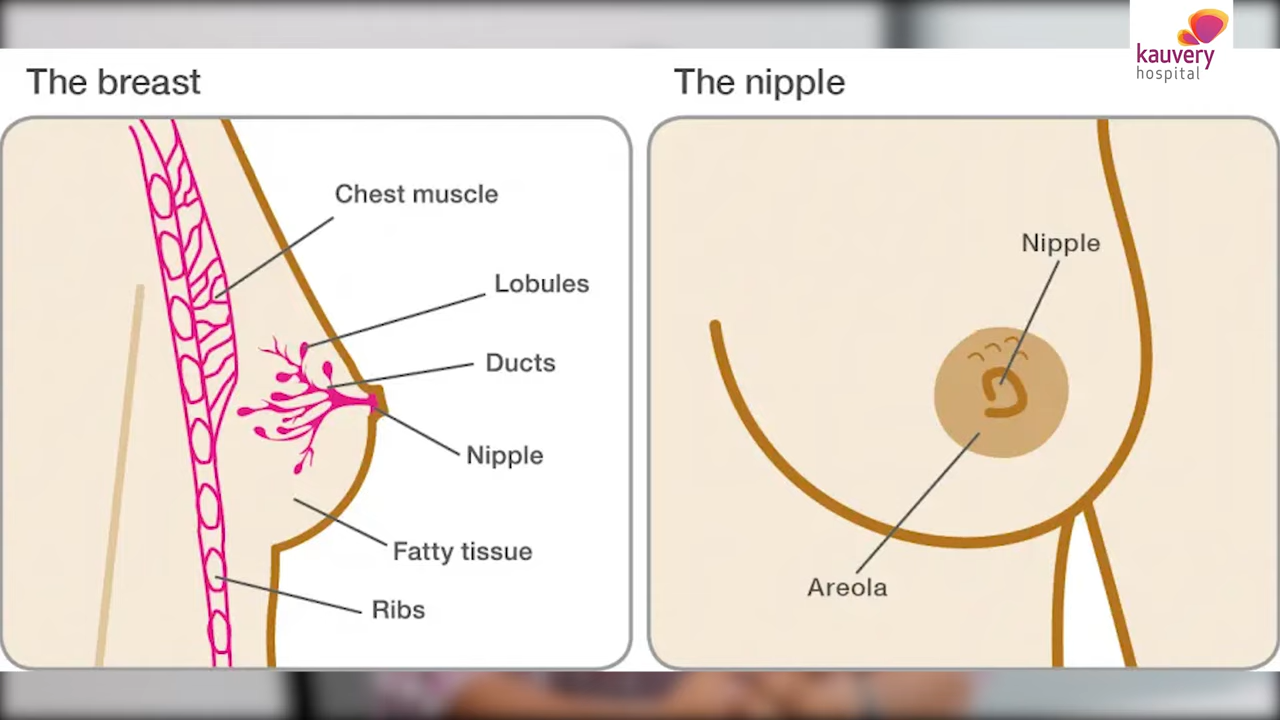 kauvery
hospital
The breast
Chest muscle
Lobules
Ducts
Nipple
Fatty tissue
Ribs
The nipple
Nipple
Areola